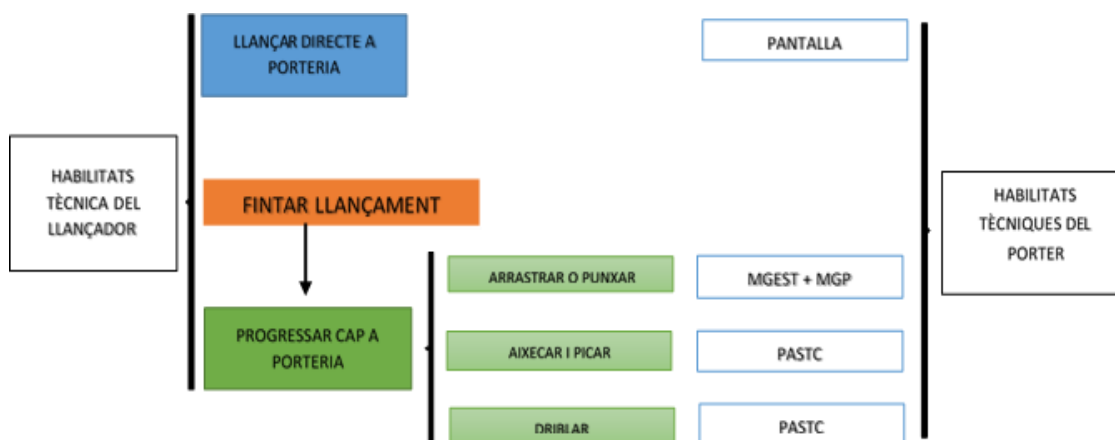 LLANÇAR DIRECTE A
PORTERIA
PANTALLA
HABILITATS
TÈCNICA DEL
LLANÇADOR
FINTAR LLANÇAMENT
HABILITATS
TÈCNIQUES DEL
PORTER
ARRASTRAR O PUNXAR
MGEST + MGP
PROGRESSAR CAP A
PORTERIA
AIXECAR I PICAR
PASTC
DRIBLAR
PASTC